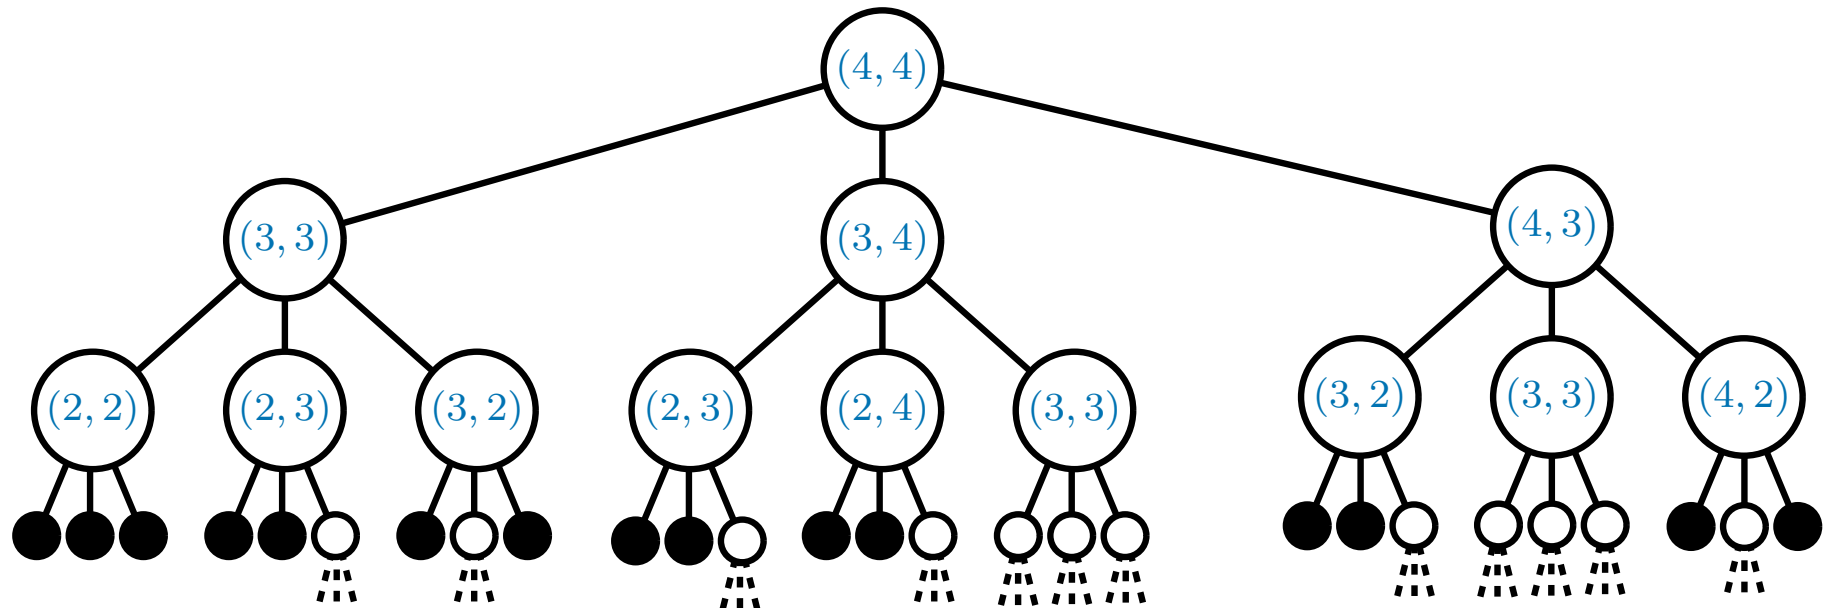 (4, 4)
(3, 3) (3, 4) (4, 3)
(2, 2) (2, 3) (3, 2) (2, 3) (2, 4) (3, 3) (3, 2) (3, 3) (4, 2)